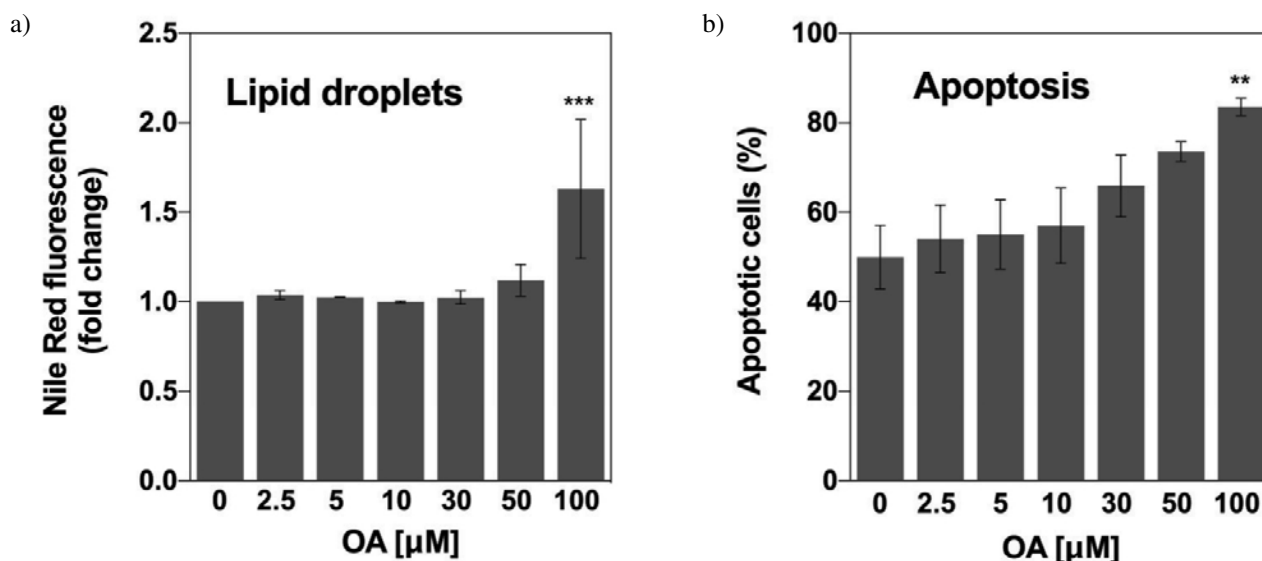 a)
Nile Red fluorescence
(fold change)
2.5
2.0
1.5
1.0
0.5
0.0
Lipid droplets
***
0 2.5 5 10 30 50 100
OA [µM]
b)
Apoptotic cells (%)
100
80
60
40
20
0
Apoptosis
**
0 2.5 5 10 30 50 100
OA [µM]